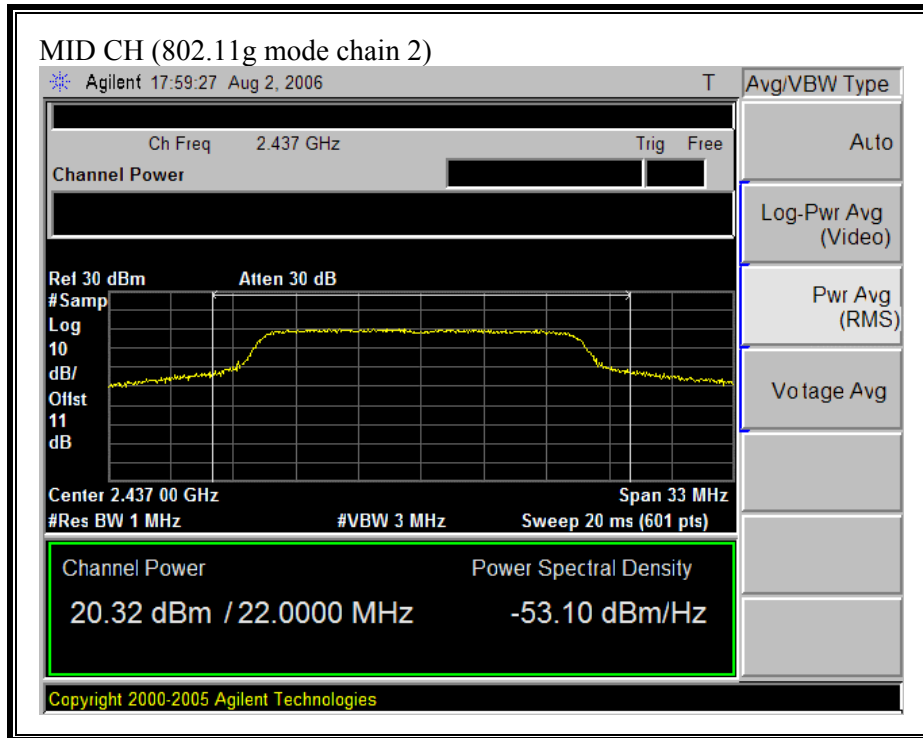 MID CH (802.11g mode chain 2)
Agilent 17:59:27 Aug 2, 2006 T
Avg/VBW Type
Ch Freq 2.437 GHz Trig Free
Channel Power
Auto
Log-Pwr Avg
(Video)
Pwr Avg
(RMS)
Voltage Avg
Ref 30 dBm Atten 30 dB
#Samp
Log
10
dB/
Offst
11
dB
Center 2.437 00 GHz Span 33 MHz
#Res BW 1 MHz #VBW 3 MHz Sweep 20 ms (601 pts)
Channel Power Power Spectral Density
20.32 dBm / 22.0000 MHz -53.10 dBm/Hz
Copyright 2000-2005 Agilent Technologies